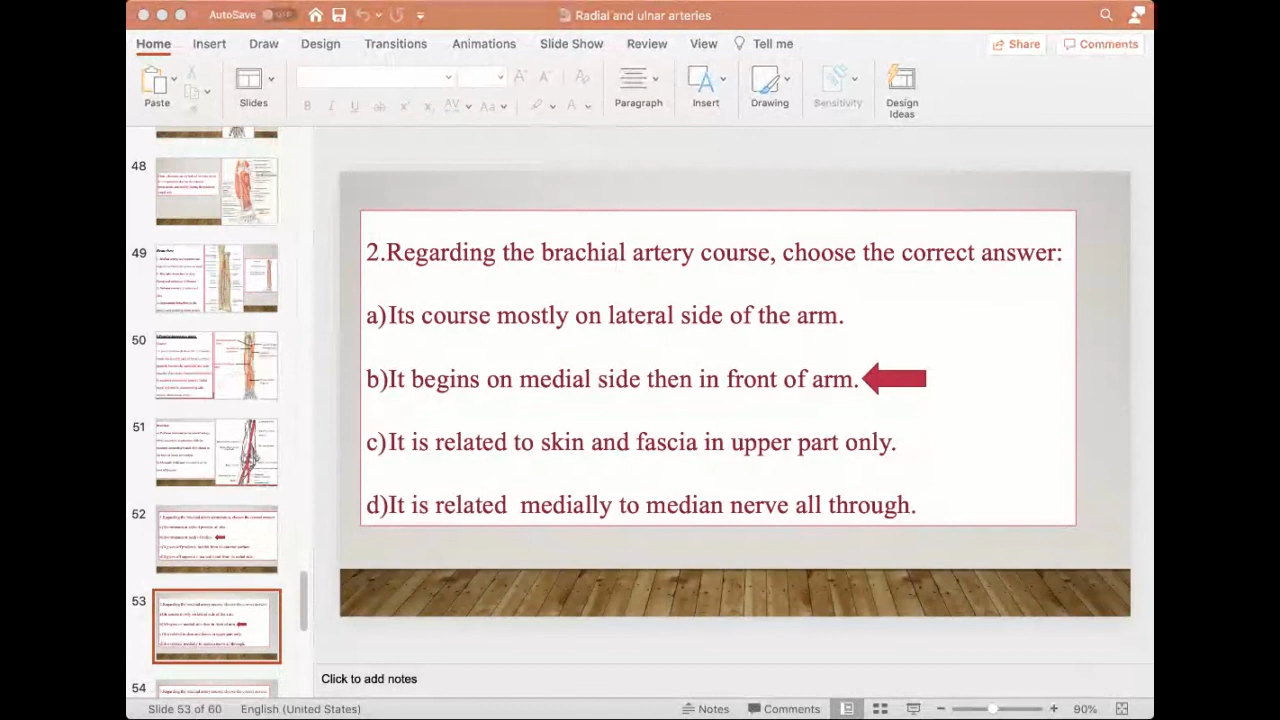 AutoSave OFF
Radial and ulnar arteries
Home Insert Draw Design Transitions Animations Slide Show Review View Tell me
Share Comments
Paste Slides Paragraph Insert Drawing Sensitivity Design Ideas
48
49
50
51
52
53
54
2.Regarding the brachial artery course, choose the correct answer:
a)Its course mostly on lateral side of the arm.
b)It begins on medial side then in front of arm.
c)It is related to skin and fascia in upper part only.
d)It is related medially to median nerve all through.
Click to add notes
Slide 53 of 60 English (United States) Notes Comments 90%